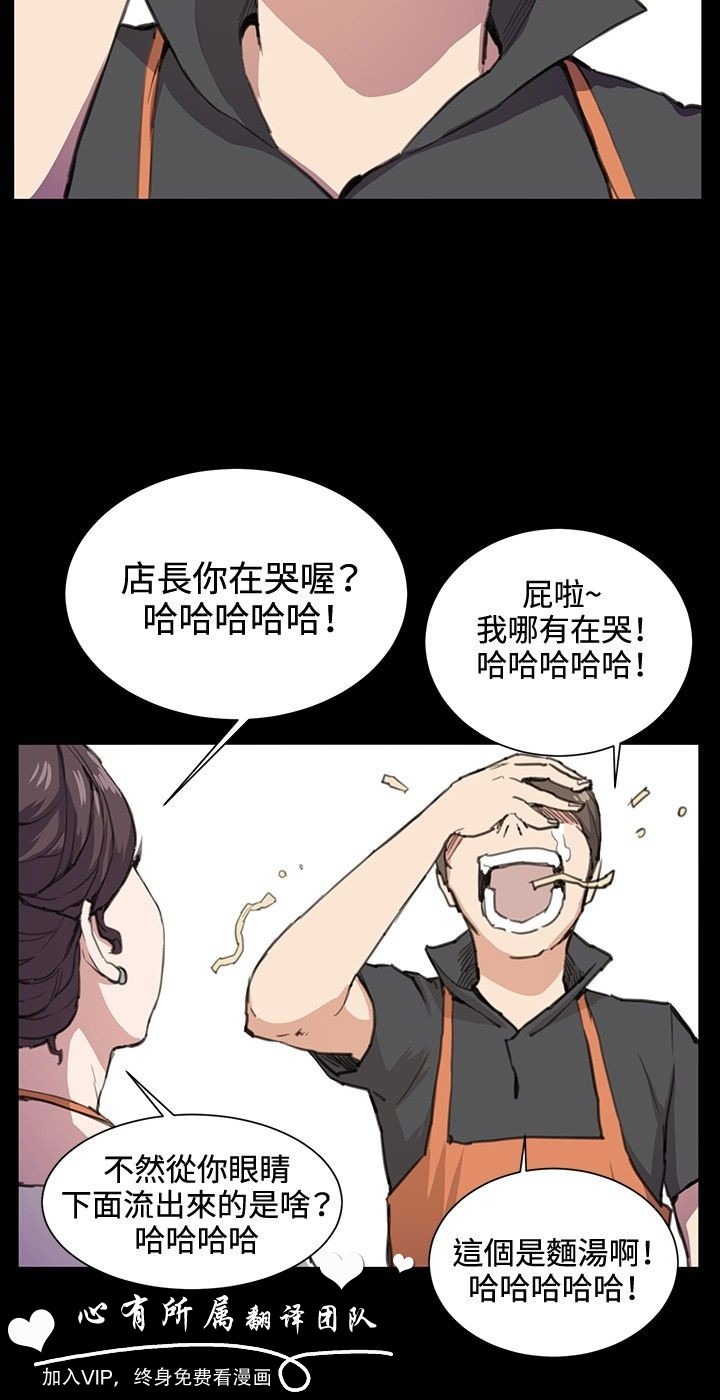 店長你在哭喔？
哈哈哈哈哈！
屁啦~
我哪有在哭！
哈哈哈哈哈！
不然從你眼睛
下面流出來的是啥？
哈哈哈哈
這個是麵湯啊！
哈哈哈哈哈！
心有所属翻译团队
加入VIP，终身免费看漫画